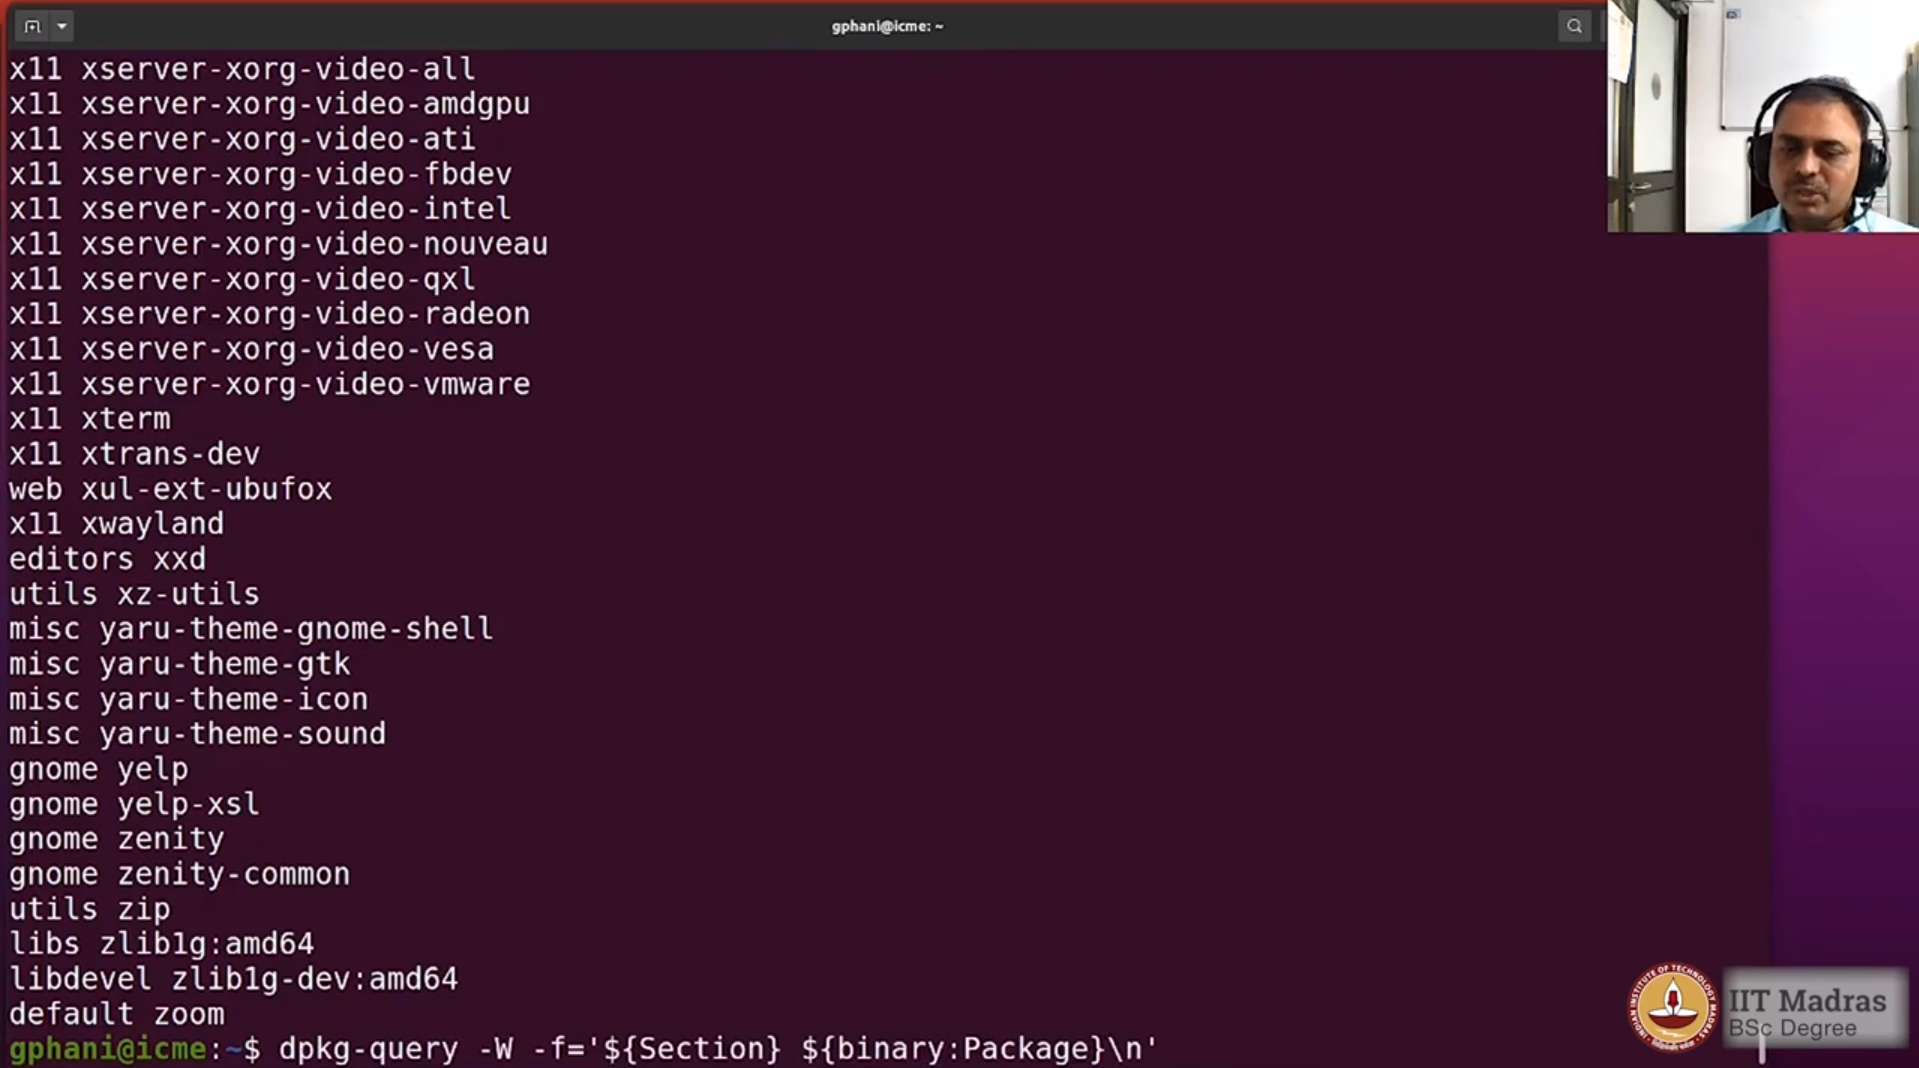 gphani@icme: ~
x11 xserver-xorg-video-all
x11 xserver-xorg-video-amdgpu
x11 xserver-xorg-video-ati
x11 xserver-xorg-video-fbdev
x11 xserver-xorg-video-intel
x11 xserver-xorg-video-nouveau
x11 xserver-xorg-video-qxl
x11 xserver-xorg-video-radeon
x11 xserver-xorg-video-vesa
x11 xserver-xorg-video-vmware
x11 xterm
x11 xtrans-dev
web xul-ext-ubufox
x11 xwayland
editors xxd
utils xz-utils
misc yaru-theme-gnome-shell
misc yaru-theme-gtk
misc yaru-theme-icon
misc yaru-theme-sound
gnome yelp
gnome yelp-xsl
gnome zenity
gnome zenity-common
utils zip
libs zlib1g:amd64
libdevel zlib1g-dev:amd64
default zoom
gphani@icme:~$ dpkg-query -W -f='${Section} ${binary:Package}\n'
IIT Madras
BSc Degree